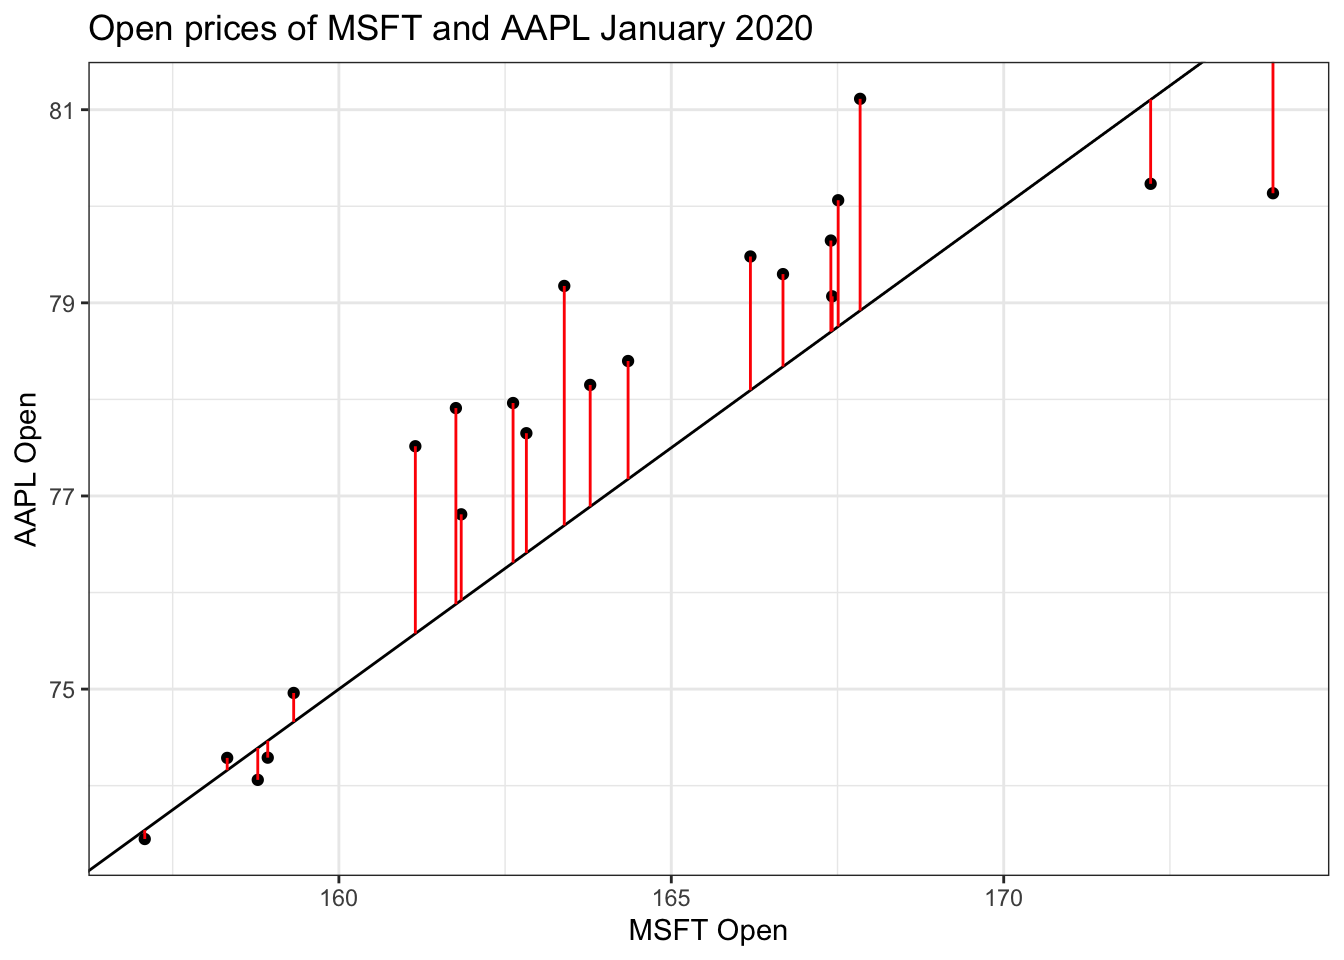 Open prices of MSFT and AAPL January 2020
81
79
77
75
AAPL Open
160 165 170
MSFT Open